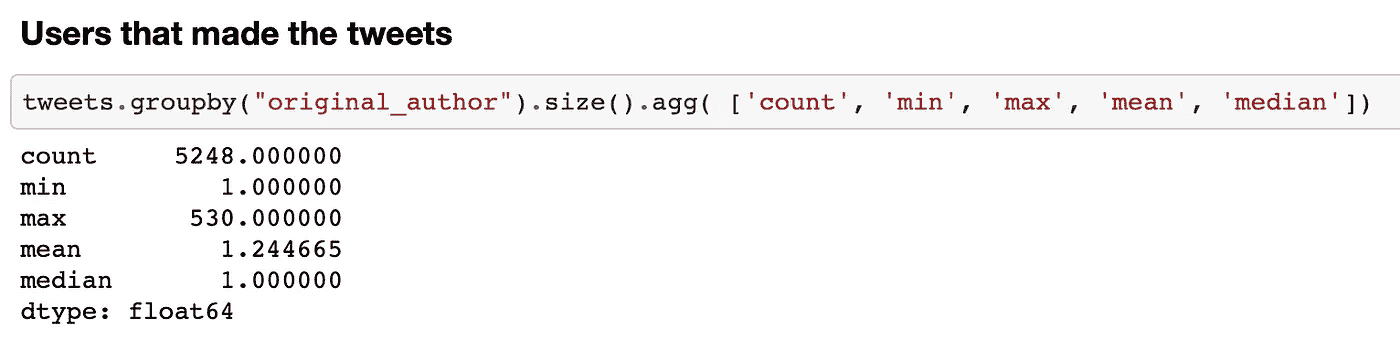 Users that made the tweets
tweets.groupby("original_author").size().agg( ['count', 'min', 'max', 'mean', 'median'])
count     5248.000000
min          1.000000
max        530.000000
mean         1.244665
median       1.000000
dtype: float64